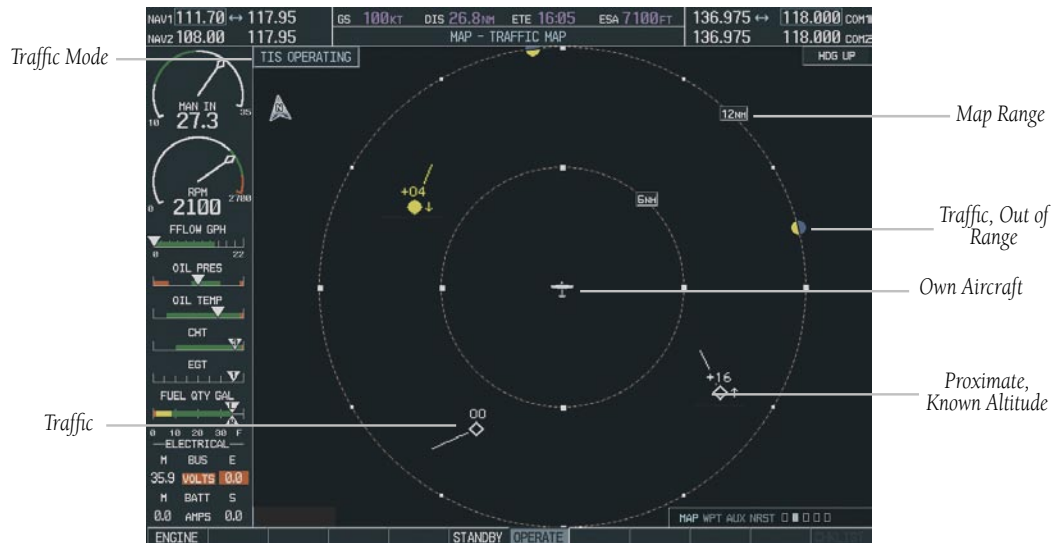 NAV1 111.70 ↔ 117.95
NAV2 108.00 117.95
GS 100KT DIS 26.8NM ETE 16:05 ESA 7100FT
MAP - TRAFFIC MAP
136.975 ↔ 118.000 COM1
136.975 118.000 COM2
Traffic Mode
TIS OPERATING
HDG UP
N
MAN IN
10 27.3 35
12NM
Map Range
RPM
0 2100 2700
+04
6NM
Traffic, Out of
Range
FFLOW GPH
0 22
OIL PRES
OIL TEMP
Own Aircraft
CHT
EGT
+16
Proximate,
Known Altitude
FUEL QTY GAL
Traffic
00
0 10 20 30 F
ELECTRICAL
M BUS E
35.9 VOLTS 0.0
M BATT S
0.0 AMPS 0.0
MAP WPT AUX NRST
ENGINE STANDBY OPERATE